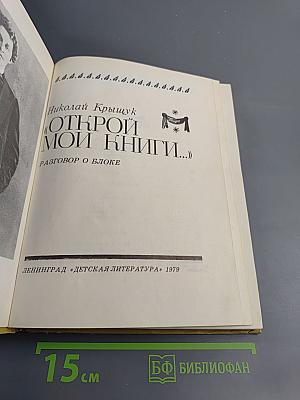 Николай Крыщук
«ОТКРОЙ
МОИ КНИГИ...»
РАЗГОВОР О БЛОКЕ
ЛЕНИНГРАД «ДЕТСКАЯ ЛИТЕРАТУРА» 1979
15 см
БФ БИБЛИОФАН